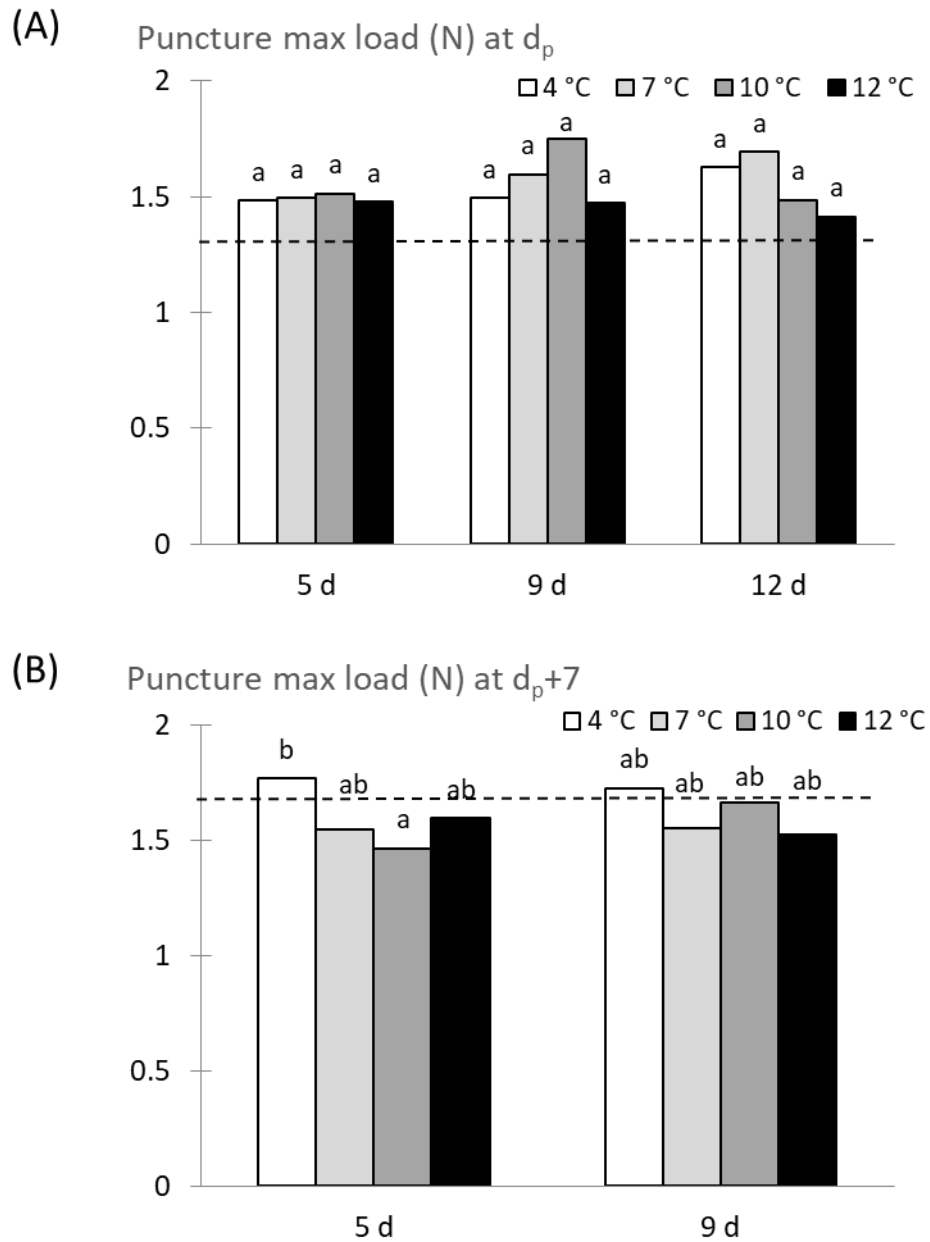 (A)
Puncture max load (N) at dₚ
4 °C 7 °C 10 °C 12 °C
2
1.5
1
0.5
0
a a a a
a a a a
a a a a
5 d 9 d 12 d
(B)
Puncture max load (N) at dₚ+7
4 °C 7 °C 10 °C 12 °C
2
1.5
1
0.5
0
b ab a ab
ab ab ab ab
5 d 9 d